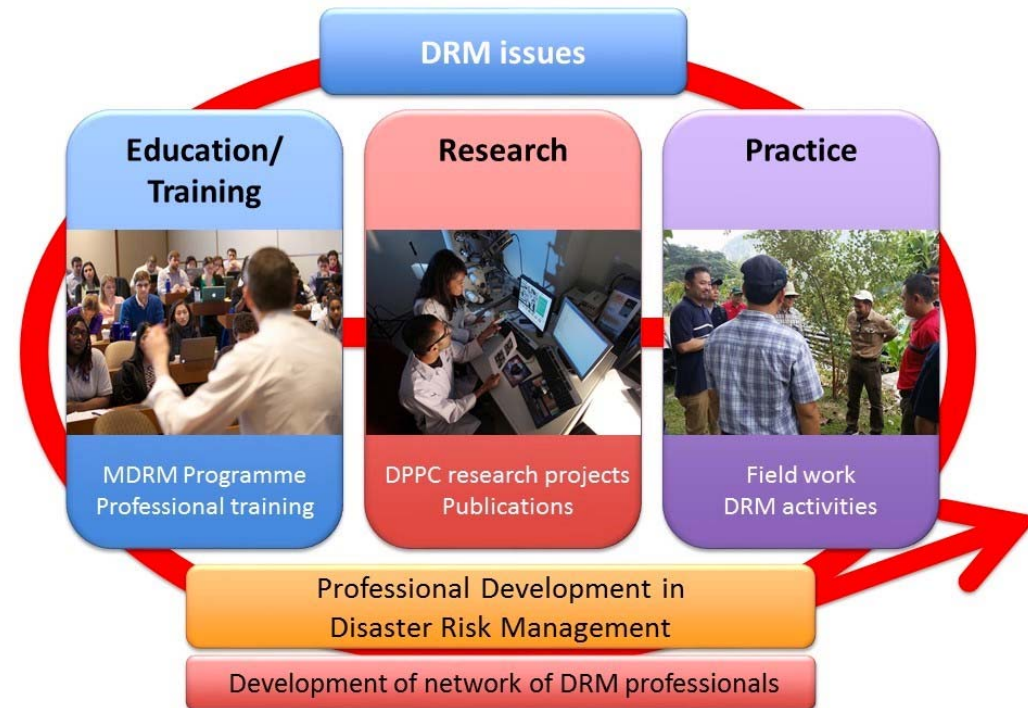 DRM issues
Education/
Training
MDRM Programme
Professional training
Research
DPPC research projects
Publications
Practice
Field work
DRM activities
Professional Development in
Disaster Risk Management
Development of network of DRM professionals